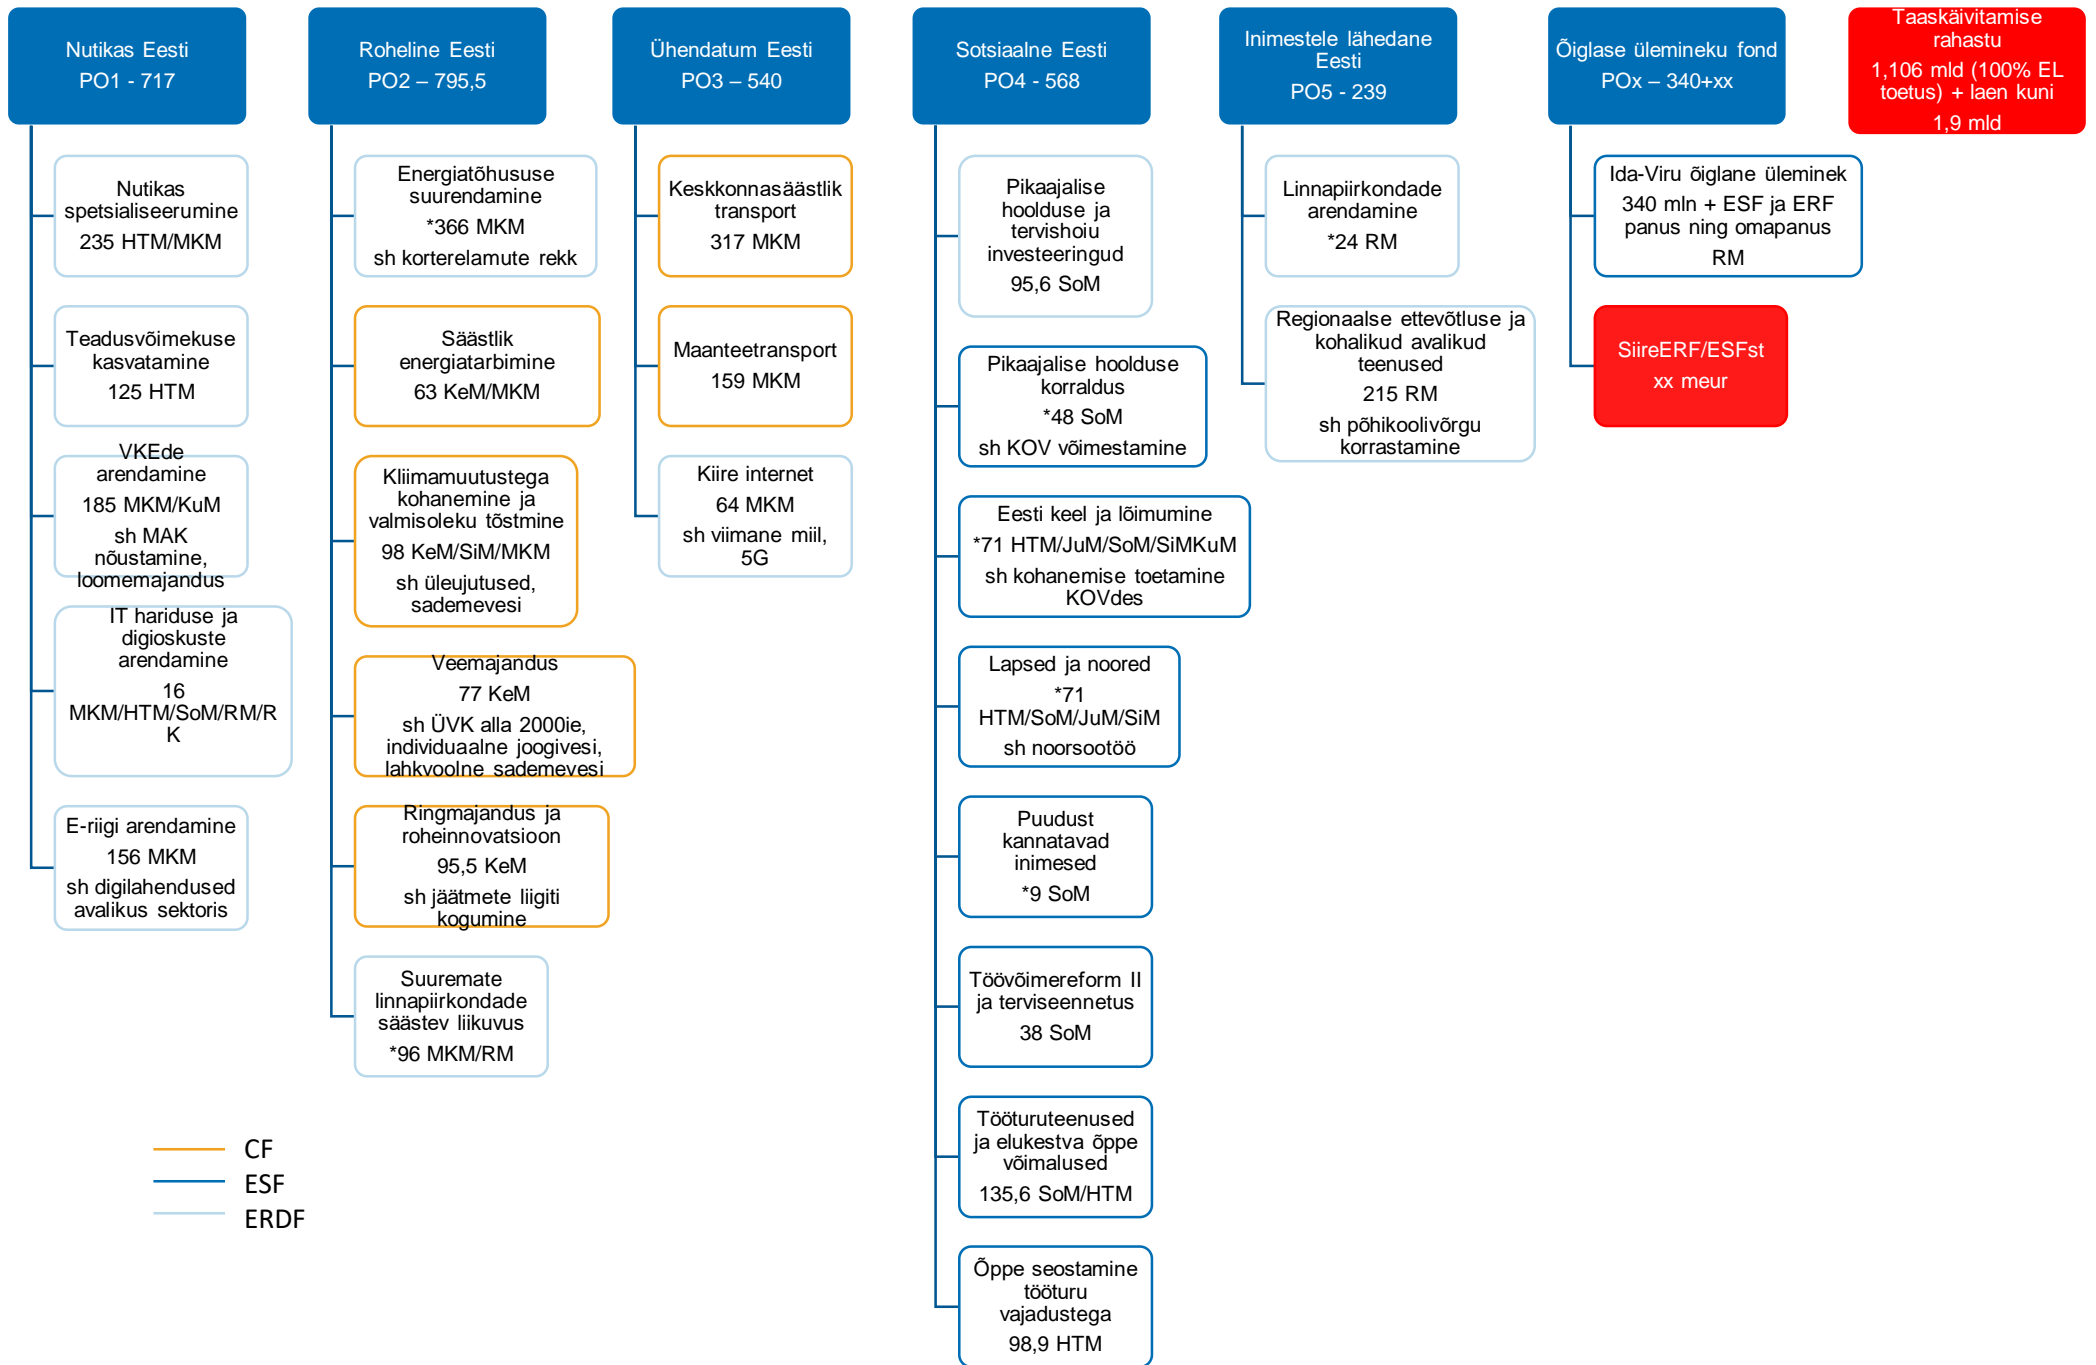 Nutikas Eesti
PO1 - 717
Nutikas
spetsialiseerumine
235 HTM/MKM
Teadusvõimekuse
kasvatamine
125 HTM
VKEde
arendamine
185 MKM/KuM
sh MAK
nõustamine,
loomemajandus
IT hariduse ja
digioskuste
arendamine
16
MKM/HTM/SoM/RM/R
K
E-riigi arendamine
156 MKM
sh digilahendused
avalikus sektoris
Roheline Eesti
PO2 – 795,5
Energiatõhususe
suurendamine
*366 MKM
sh korterelamute rekk
Säästlik
energiatarbimine
63 KeM/MKM
Kliimamuutustega
kohanemine ja
valmisoleku tõstmine
98 KeM/SiM/MKM
sh üleujutused,
sademevesi
Veemajandus
77 KeM
sh ÜVK alla 2000ie,
individuaalne joogivesi,
lahkvoolne sademevesi
Ringmajandus ja
roheinnovatsioon
95,5 KeM
sh jäätmete liigiti
kogumine
Suuremate
linnapiirkondade
säästev liikuvus
*96 MKM/RM
Ühendatum Eesti
PO3 – 540
Keskkonnasäästlik
transport
317 MKM
Maanteetransport
159 MKM
Kiire internet
64 MKM
sh viimane miil,
5G
Sotsiaalne Eesti
PO4 - 568
Pikaajalise
hoolduse ja
tervishoiu
investeeringud
95,6 SoM
Pikaajalise hoolduse
korraldus
*48 SoM
sh KOV võimestamine
Eesti keel ja lõimumine
*71 HTM/JuM/SoM/SiMKuM
sh kohanemise toetamine
KOVdes
Lapsed ja noored
*71
HTM/SoM/JuM/SiM
sh noorsootöö
Puudust
kannatavad
inimesed
*9 SoM
Töövõimereform II
ja terviseennetus
38 SoM
Tööturuteenused
ja elukestva õppe
võimalused
135,6 SoM/HTM
Õppe seostamine
tööturu
vajadustega
98,9 HTM
Inimestele lähedane
Eesti
PO5 - 239
Linnapiirkondade
arendamine
*24 RM
Regionaalse ettevõtluse ja
kohalikud avalikud
teenused
215 RM
sh põhikoolivõrgu
korrastamine
Õiglase ülemineku fond
POx – 340+xx
Ida-Viru õiglane üleminek
340 mln + ESF ja ERF
panus ning omapanus
RM
SiireERF/ESFst
xx meur
Taaskäivitamise
rahastu
1,106 mld (100% EL
toetus) + laen kuni
1,9 mld
CF
ESF
ERDF